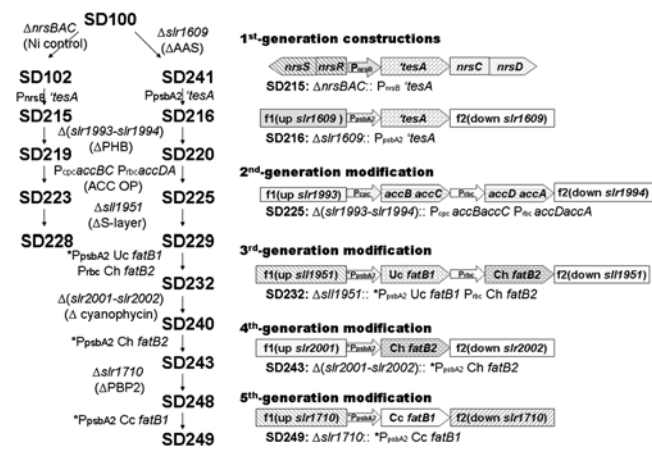 SD100
ΔnrsBAC
(Ni control)
Δslr1609
(ΔAAS)
SD102
SD241
PnrsB 'tesA
PpsbA2 'tesA
SD215
SD216
Δ(slr1993-slr1994)
(ΔPHB)
SD219
SD220
PcpcaccBC PrbcaccDA
(ACC OP)
SD223
SD225
Δsll1951
(ΔS-layer)
SD228
SD229
*PpsbA2 Uc fatB1
Prbc Ch fatB2
SD232
Δ(slr2001-slr2002)
(Δ cyanophycin)
SD240
*PpsbA2 Ch fatB2
SD243
Δslr1710
(ΔPBP2)
SD248
*PpsbA2 Cc fatB1
SD249
1st-generation constructions
nrsS nrsR PnrsB 'tesA nrsC nrsD
SD215: ΔnrsBAC:: PnrsB 'tesA
f1(up slr1609 ) PpsbA2 'tesA f2(down slr1609)
SD216: Δslr1609:: PpsbA2 'tesA
2nd-generation modification
f1(up slr1993) Pcpc accB accC Prbc accD accA f2(down slr1994)
SD225: Δ(slr1993-slr1994):: Pcpc accBaccC Prbc accDaccA
3rd-generation modification
f1(up sll1951) *PpsbA2 Uc fatB1 Prbc Ch fatB2 f2(down sll1951)
SD232: Δsll1951:: *PpsbA2 Uc fatB1 Prbc Ch fatB2
4th-generation modification
f1(up slr2001) *PpsbA2 Ch fatB2 f2(down slr2002)
SD243: Δ(slr2001-slr2002):: *PpsbA2 Ch fatB2
5th-generation modification
f1(up slr1710) *PpsbA2 Cc fatB1 f2(down slr1710)
SD249: Δslr1710:: *PpsbA2 Cc fatB1